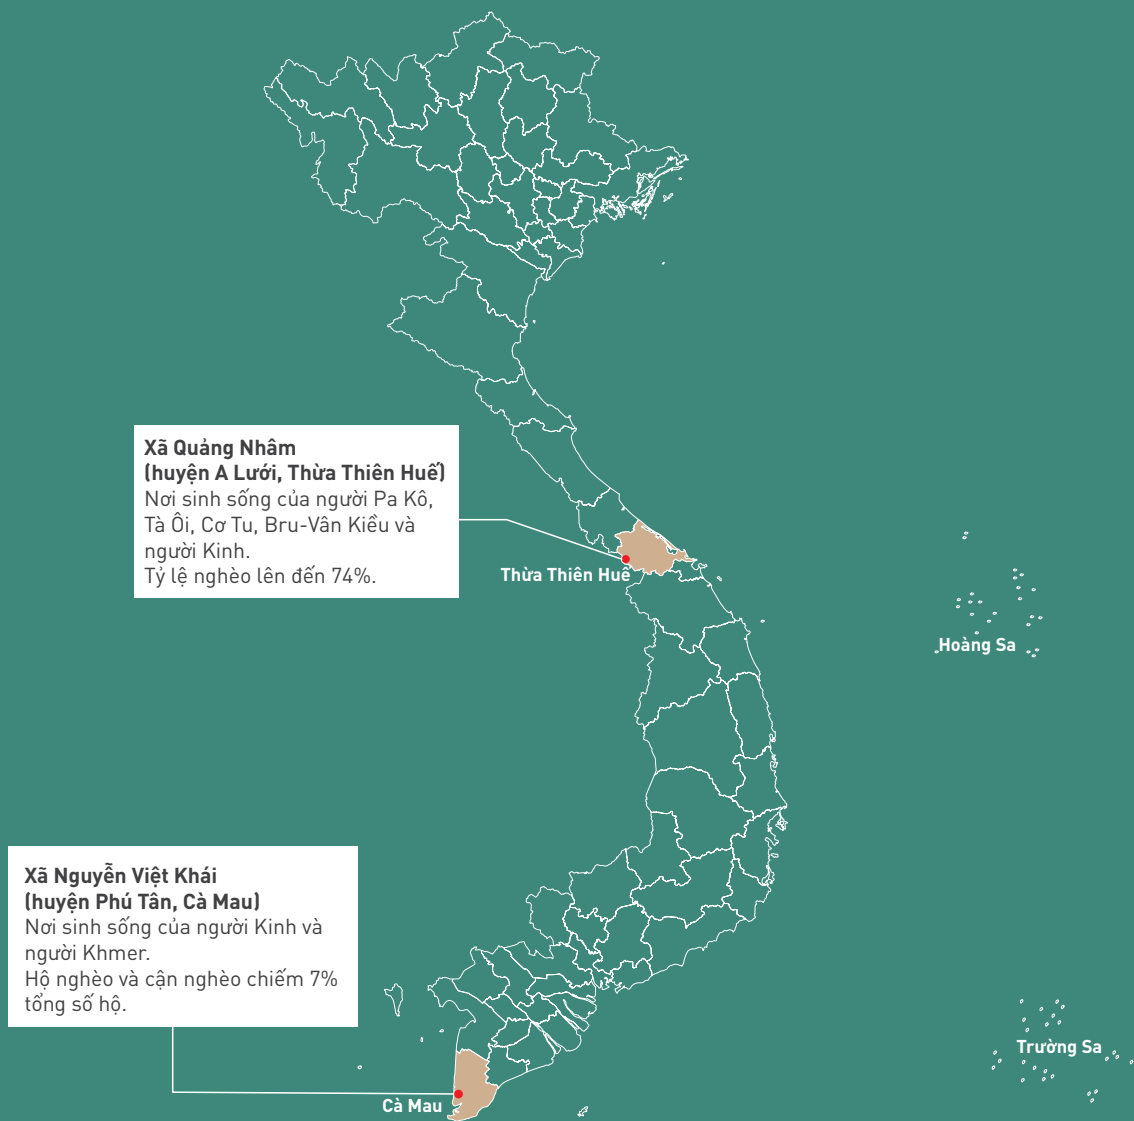 Xã Quảng Nhâm
(huyện A Lưới, Thừa Thiên Huế)
Nơi sinh sống của người Pa Kô,
Tà Ôi, Cơ Tu, Bru-Vân Kiều và
người Kinh.
Tỷ lệ nghèo lên đến 74%.
Thừa Thiên Huế
Hoàng Sa
Xã Nguyễn Việt Khái
(huyện Phú Tân, Cà Mau)
Nơi sinh sống của người Kinh và
người Khmer.
Hộ nghèo và cận nghèo chiếm 7%
tổng số hộ.
Trường Sa
Cà Mau